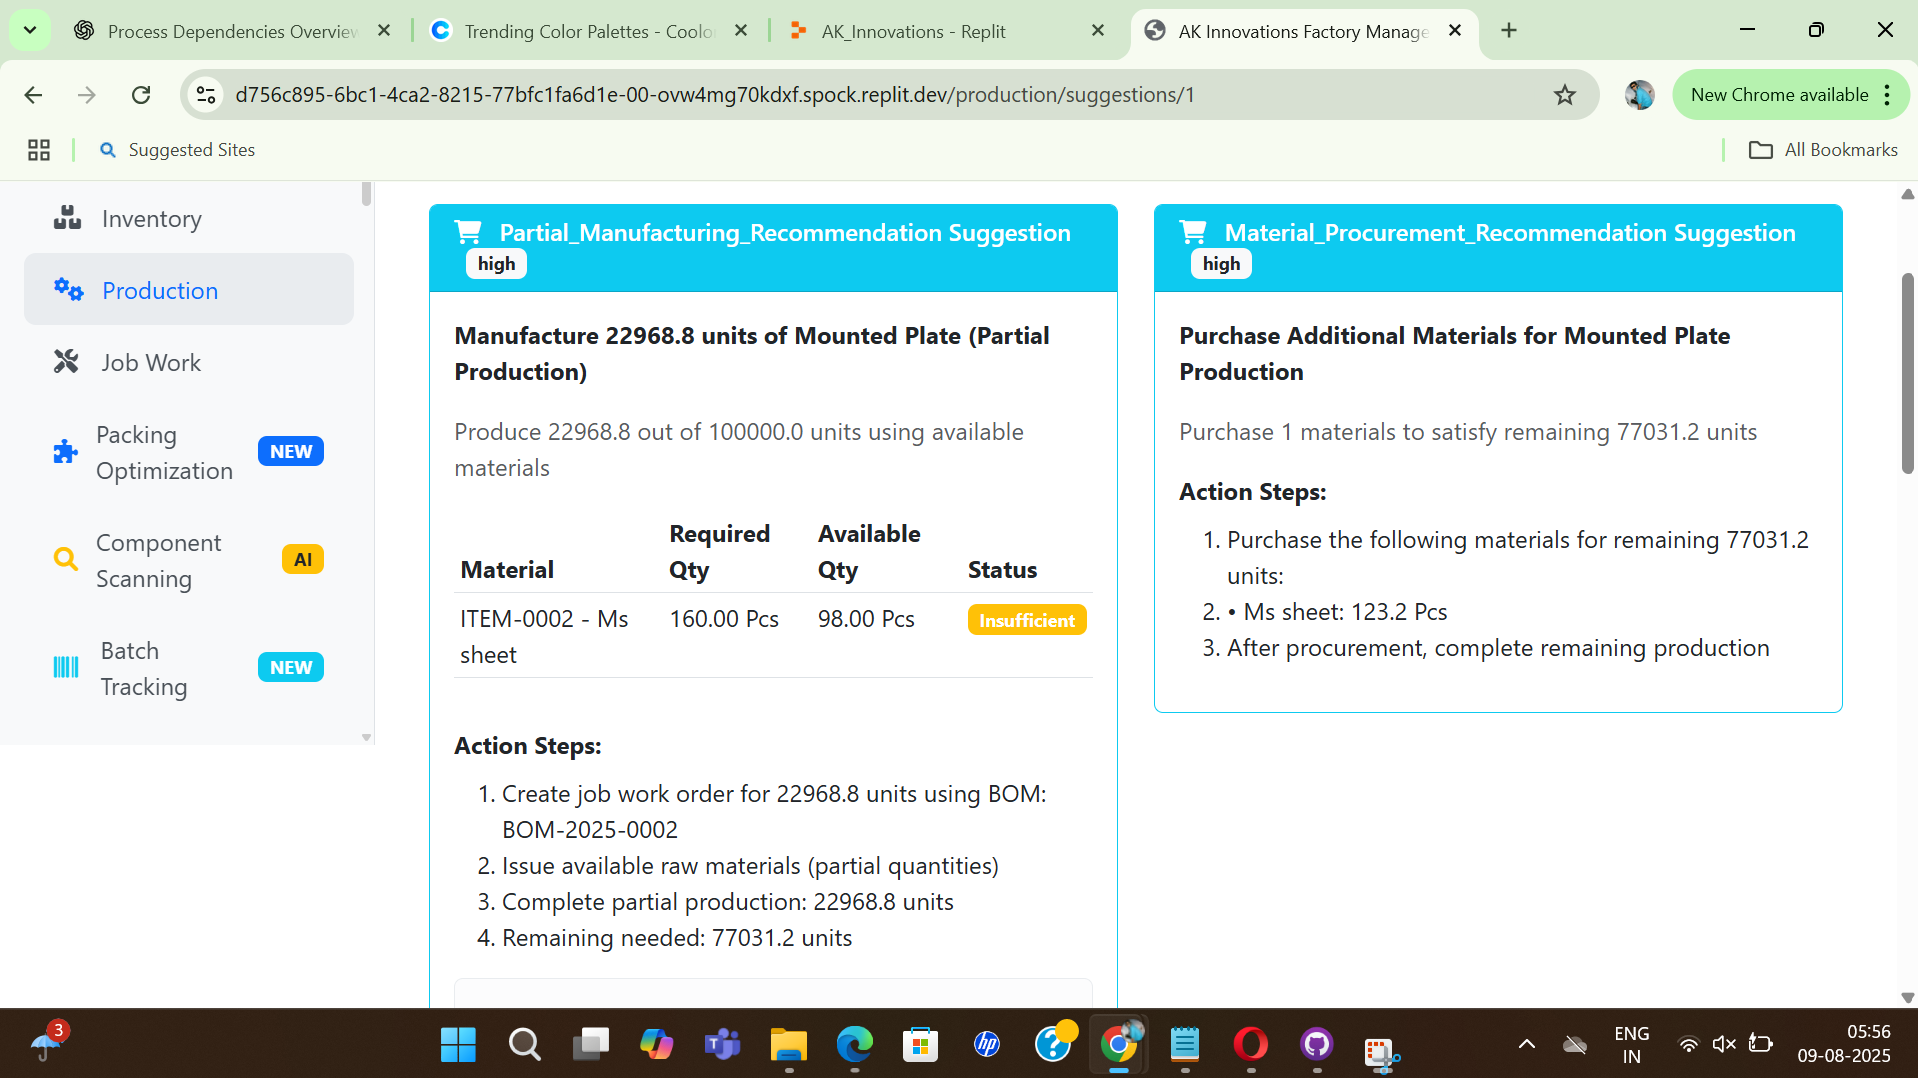 Process Dependencies Overview
Trending Color Palettes - Coolo
AK_Innovations - Replit
AK Innovations Factory Manage
d756c895-6bc1-4ca2-8215-77bfc1fa6d1e-00-ovw4mg70kdxf.spock.replit.dev/production/suggestions/1
New Chrome available
Suggested Sites
All Bookmarks
Inventory
Production
Job Work
Packing
Optimization
NEW
Component
Scanning
AI
Batch
Tracking
NEW
Partial_Manufacturing_Recommendation Suggestion
high
Manufacture 22968.8 units of Mounted Plate (Partial
Production)
Produce 22968.8 out of 100000.0 units using available
materials
Material
Required
Qty
Available
Qty
Status
ITEM-0002 - Ms
sheet
160.00 Pcs
98.00 Pcs
Insufficient
Action Steps:
1. Create job work order for 22968.8 units using BOM:
BOM-2025-0002
2. Issue available raw materials (partial quantities)
3. Complete partial production: 22968.8 units
4. Remaining needed: 77031.2 units
Material_Procurement_Recommendation Suggestion
high
Purchase Additional Materials for Mounted Plate
Production
Purchase 1 materials to satisfy remaining 77031.2 units
Action Steps:
1. Purchase the following materials for remaining 77031.2
units:
2. • Ms sheet: 123.2 Pcs
3. After procurement, complete remaining production
3
hp
ENG
IN
05:56
09-08-2025